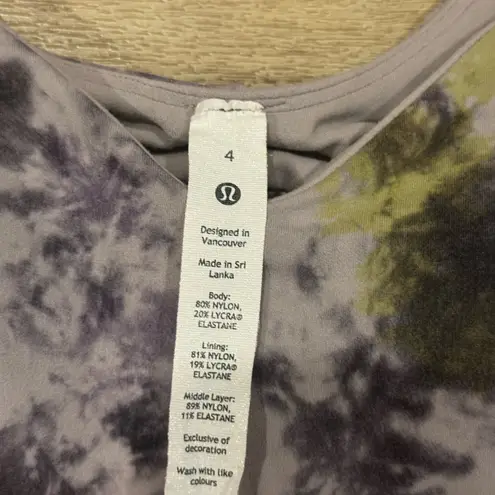 4
Designed in
Vancouver
Made in Sri
Lanka
Body:
80% NYLON,
20% LYCRA®
ELASTANE
Lining:
81% NYLON,
19% LYCRA®
ELASTANE
Middle Layer:
89% NYLON,
11% ELASTANE
Exclusive of
decoration
Wash with like
colours